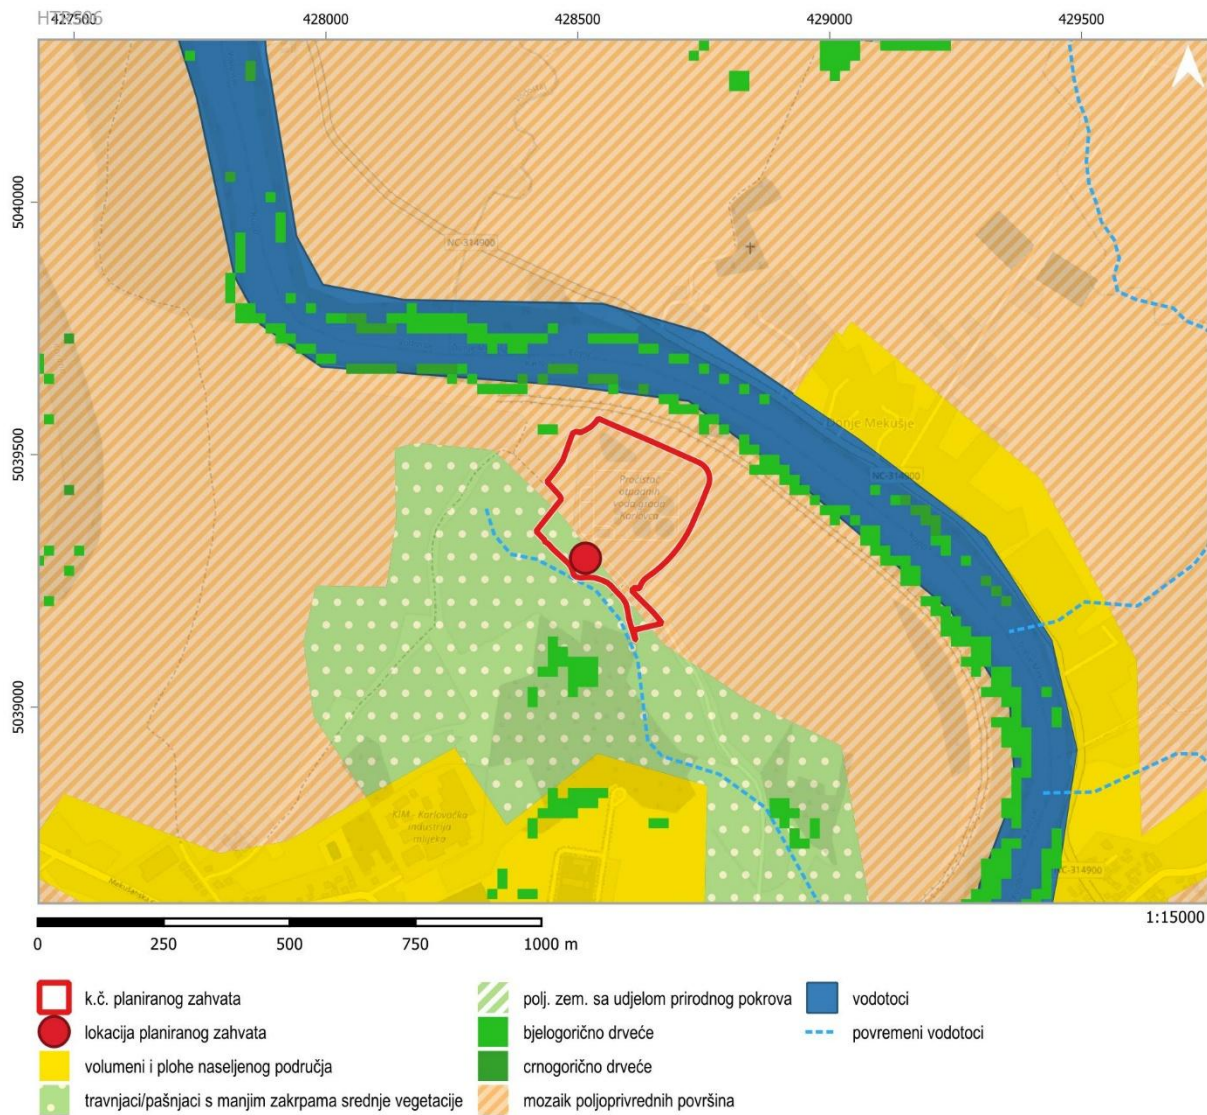 HTRS96
427500
428000
428500
429000
429500
5040000
5039500
5039000
NC-314900
Donje Mekušje
NC-314900
Pročistač
otpadnih
voda grada
Karlovca
KIM - Karlovačka
industrija
mlijeka
Mekušanska
NC-314900
0 250 500 750 1000 m
1:15000
k.č. planiranog zahvata
lokacija planiranog zahvata
volumeni i plohe naseljenog područja
travnjaci/pašnjaci s manjim zakrpama srednje vegetacije
polj. zem. sa udjelom prirodnog pokrova
bjelogorično drveće
crnogorično drveće
mozaik poljoprivrednih površina
vodotoci
povremeni vodotoci